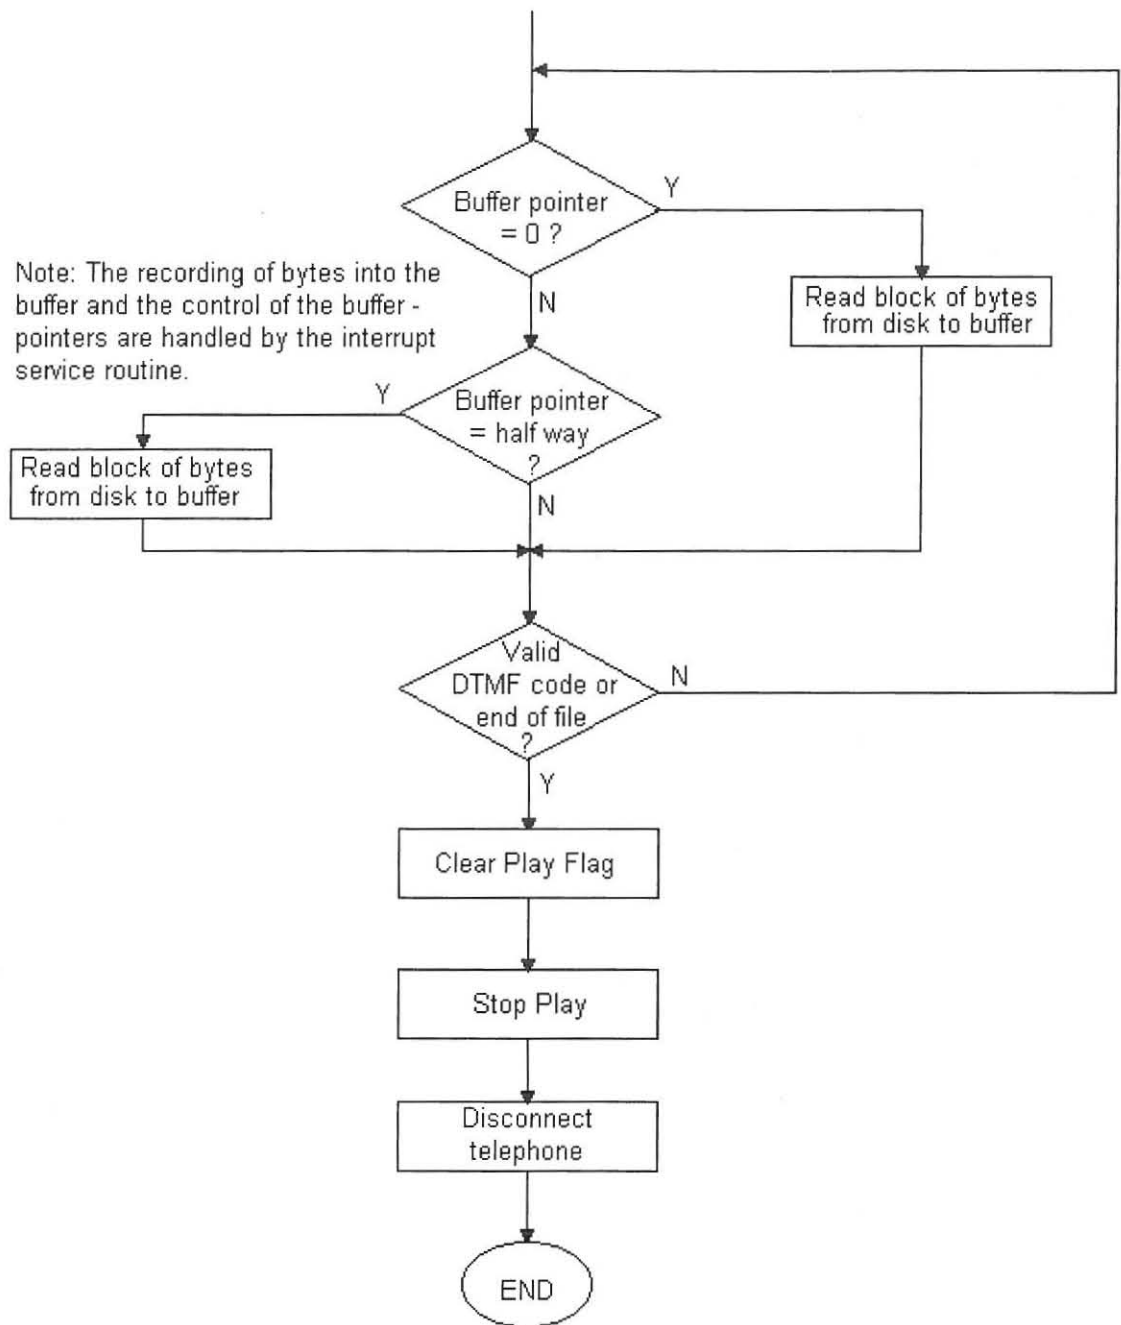 Buffer pointer
= 0 ?
Y
Note: The recording of bytes into the
buffer and the control of the buffer -
pointers are handled by the interrupt
service routine.
N
Read block of bytes
from disk to buffer
Y
Buffer pointer
= half way
?
Read block of bytes
from disk to buffer
N
Valid
DTMF code or
end of file
?
N
Y
Clear Play Flag
Stop Play
Disconnect
telephone
END